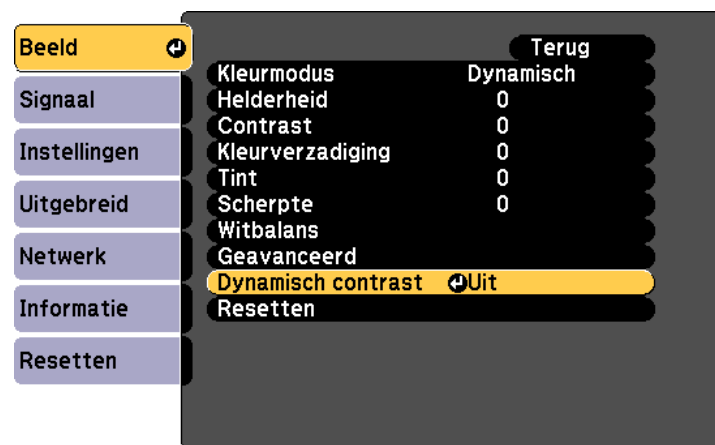 Beeld
Signaal
Instellingen
Uitgebreid
Netwerk
Informatie
Resetten
Terug
Kleurmodus Dynamisch
Helderheid 0
Contrast 0
Kleurverzadiging 0
Tint 0
Scherpte 0
Witbalans
Geavanceerd
Dynamisch contrast Uit
Resetten